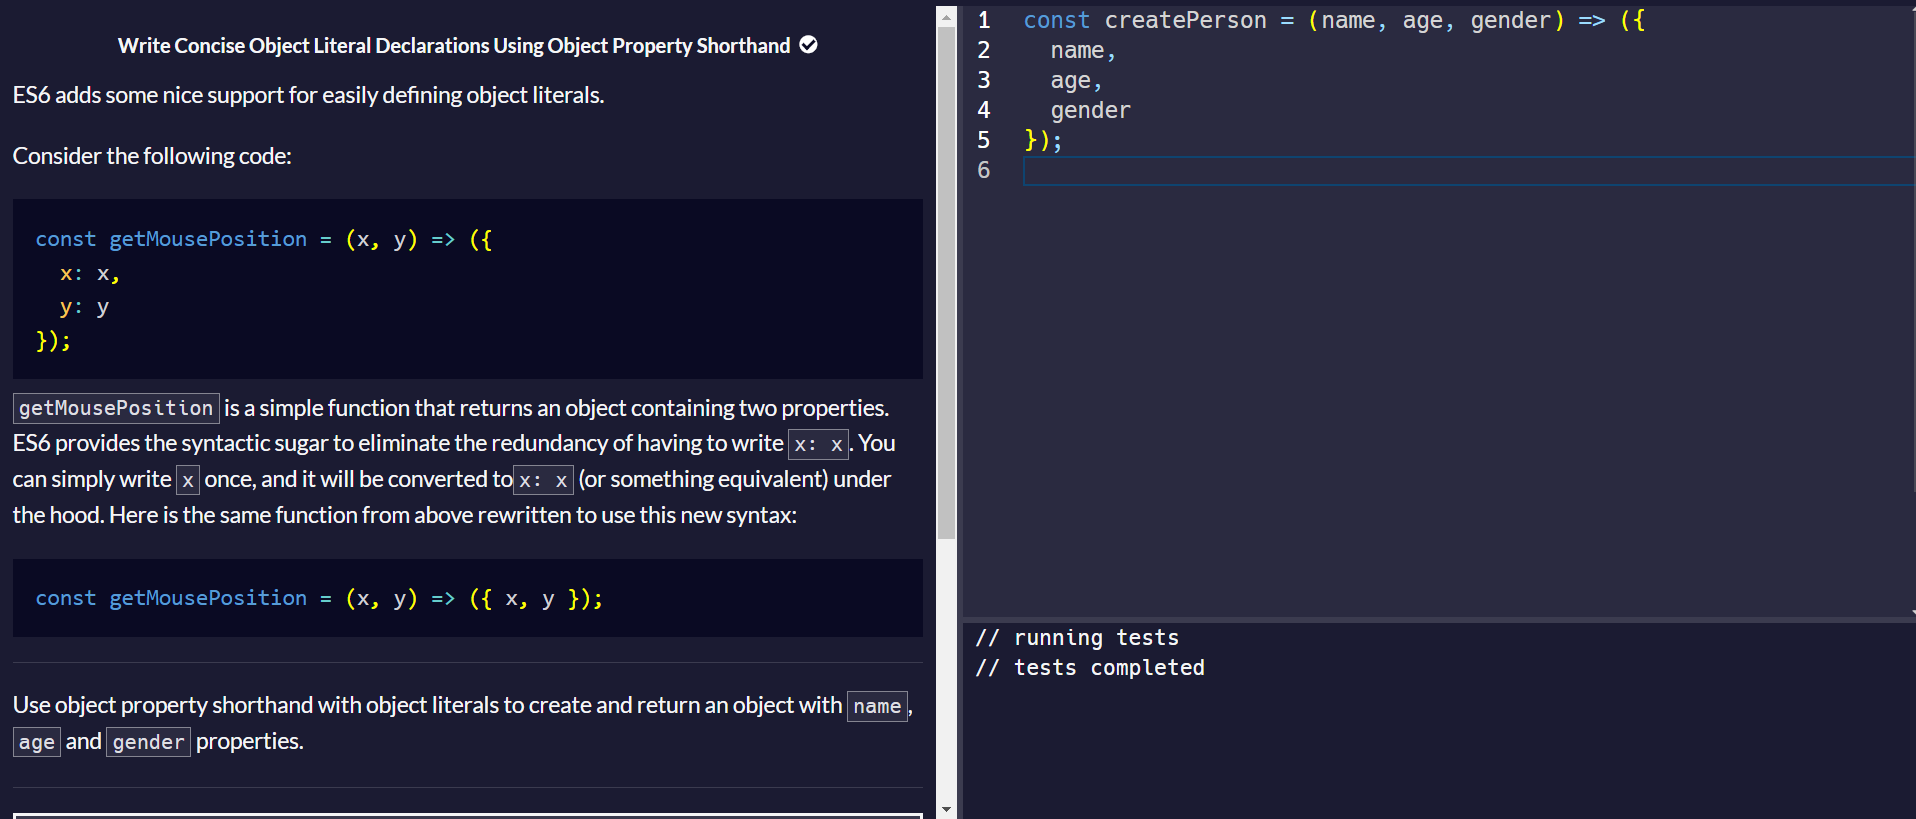 Write Concise Object Literal Declarations Using Object Property Shorthand
ES6 adds some nice support for easily defining object literals.
Consider the following code:
const getMousePosition = (x, y) => ({
  x: x,
  y: y
});
getMousePosition is a simple function that returns an object containing two properties.
ES6 provides the syntactic sugar to eliminate the redundancy of having to write x: x. You
can simply write x once, and it will be converted to x: x (or something equivalent) under
the hood. Here is the same function from above rewritten to use this new syntax:
const getMousePosition = (x, y) => ({ x, y });
Use object property shorthand with object literals to create and return an object with name,
age and gender properties.
1 const createPerson = (name, age, gender) => ({
2   name,
3   age,
4   gender
5 });
6
// running tests
// tests completed